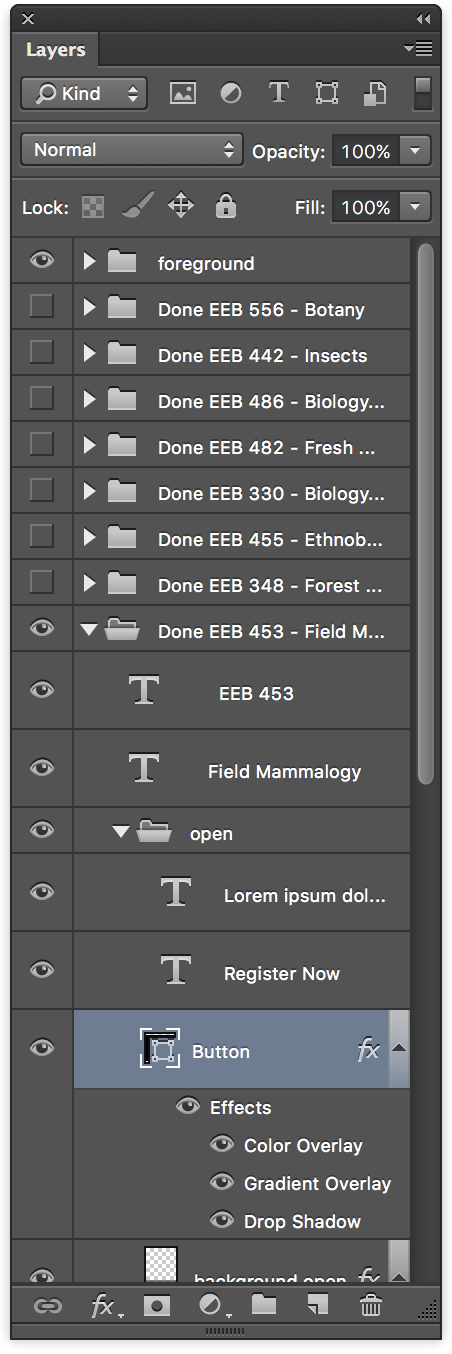 Layers
Kind
Normal
Opacity: 100%
Lock:
Fill: 100%
foreground
Done EEB 556 - Botany
Done EEB 442 - Insects
Done EEB 486 - Biology...
Done EEB 482 - Fresh ...
Done EEB 330 - Biology...
Done EEB 455 - Ethnob...
Done EEB 348 - Forest ...
Done EEB 453 - Field M...
EEB 453
Field Mammalogy
open
Lorem ipsum dol...
Register Now
Button fx
Effects
Color Overlay
Gradient Overlay
Drop Shadow
background open fx
fx